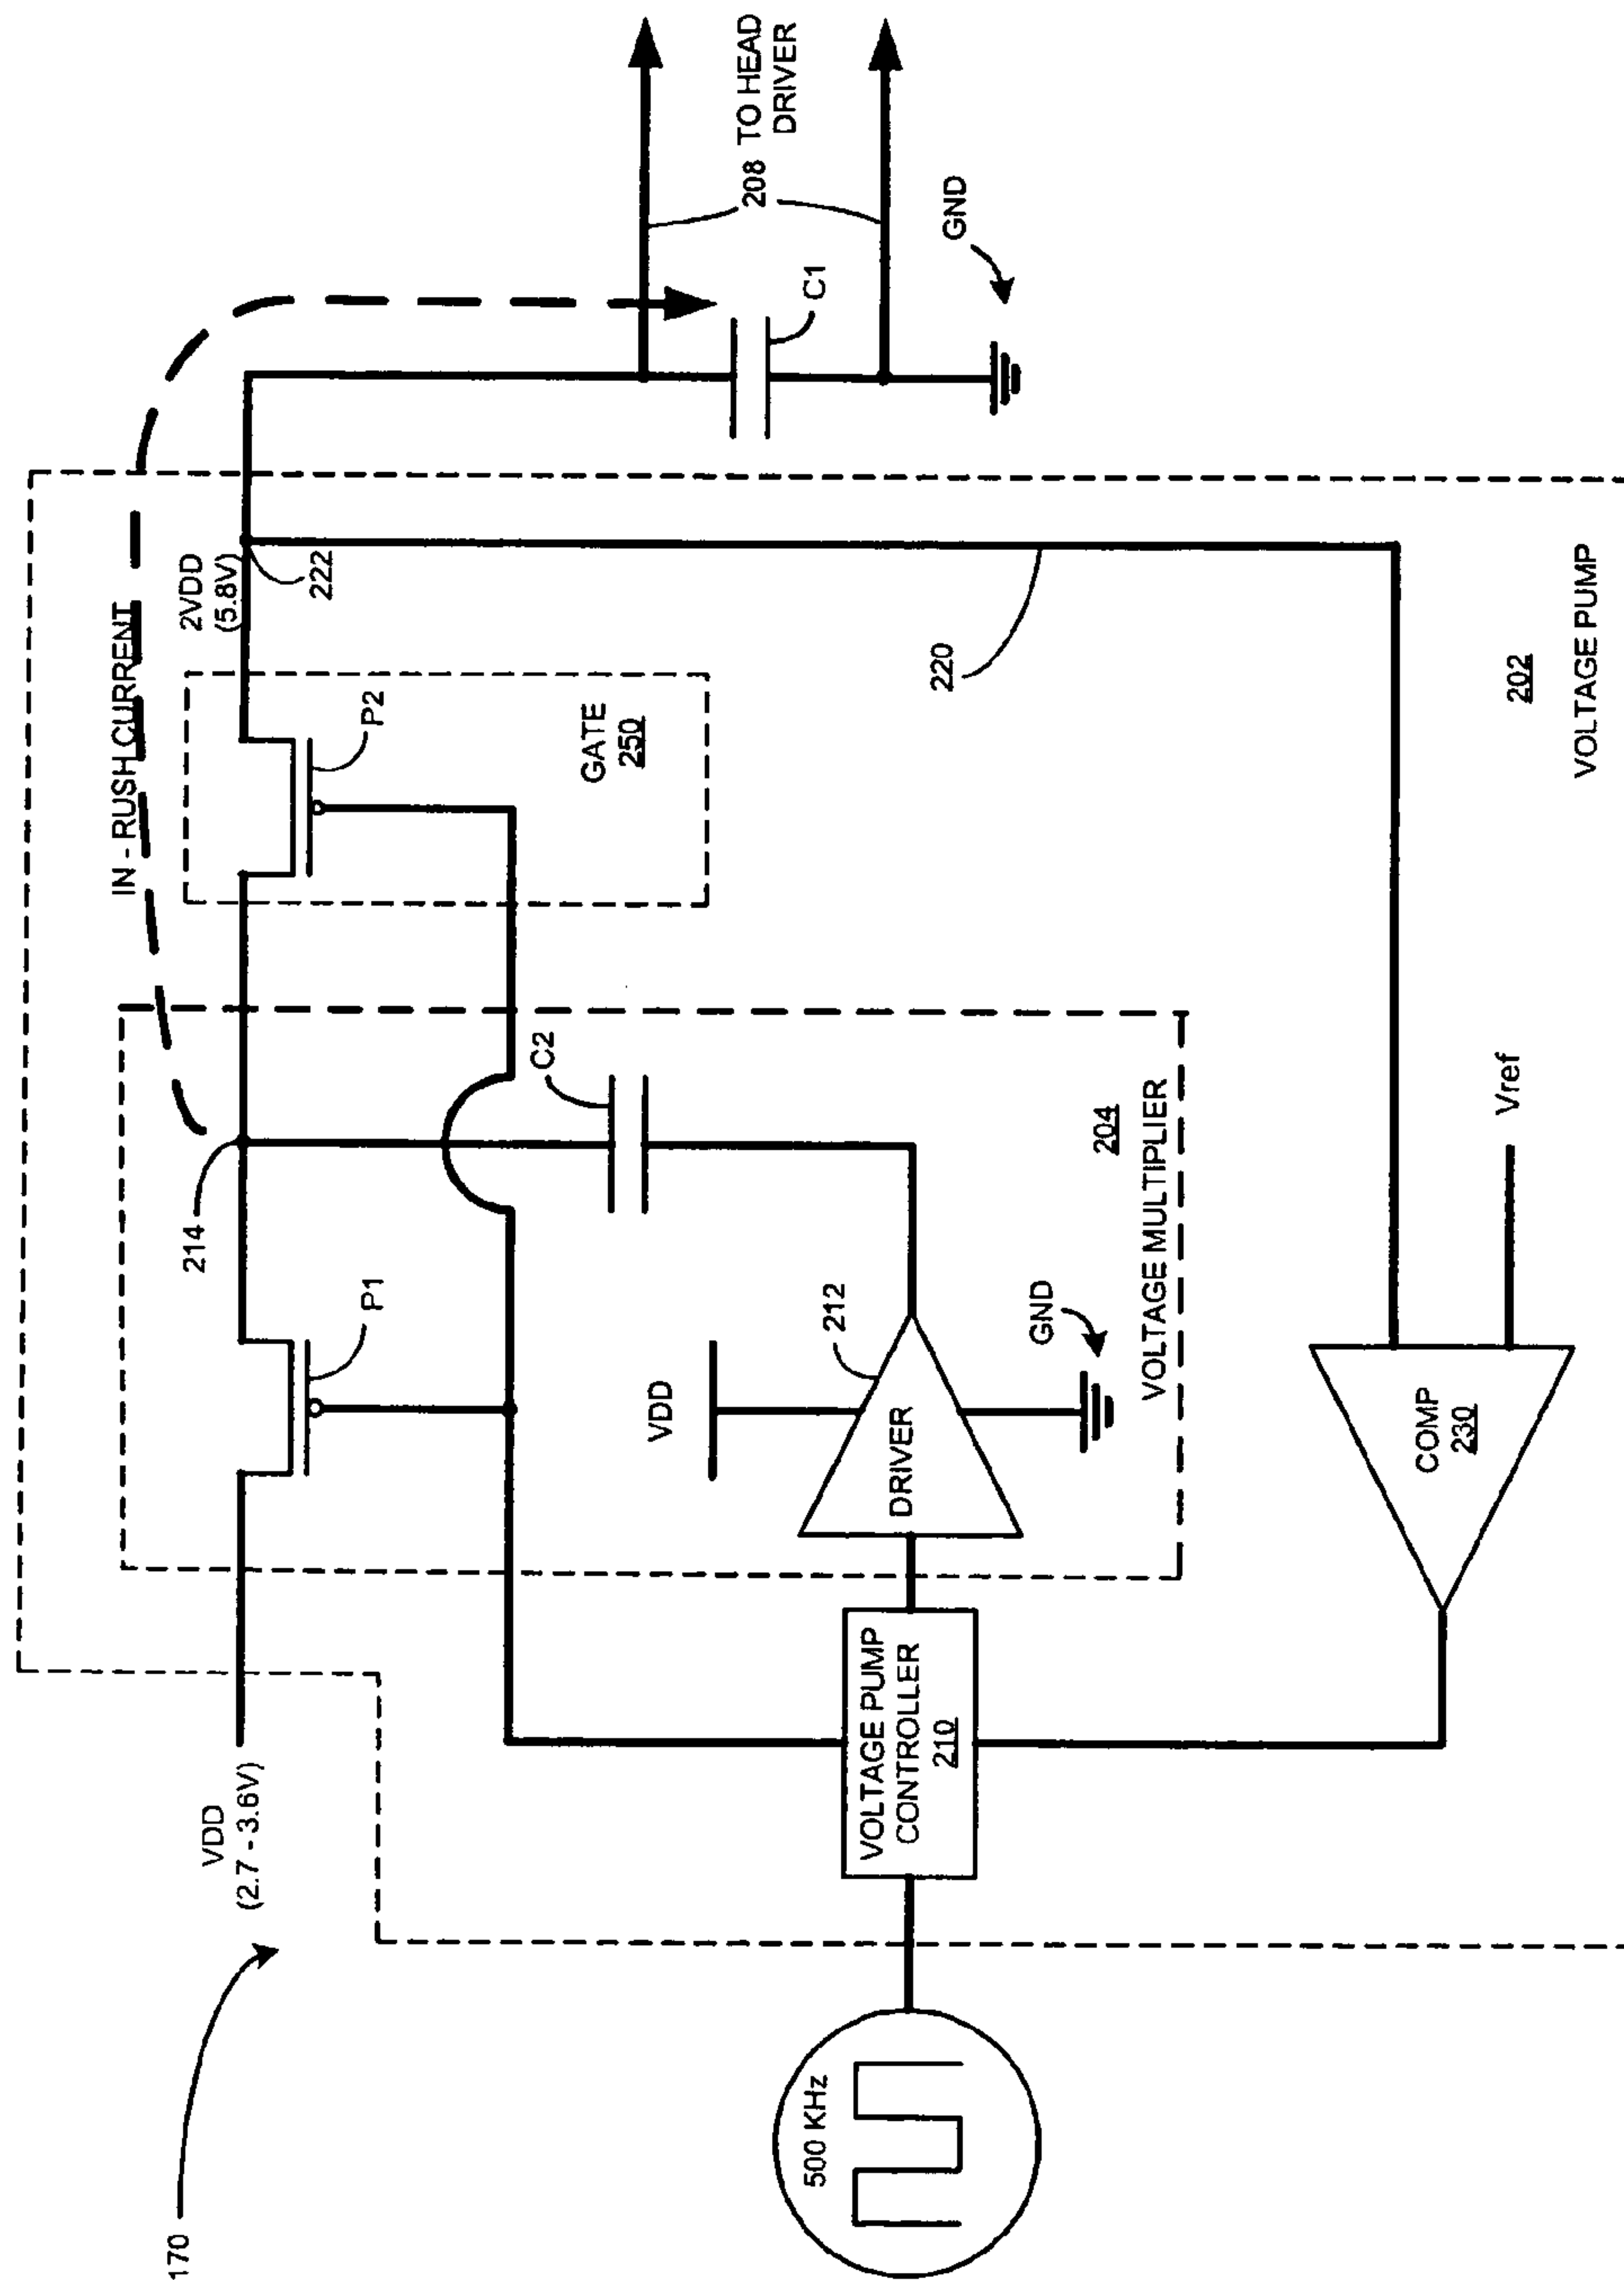 170
VDD
(2.7 - 3.6V)
IN - RUSH CURRENT
214
2VDD
(5.8V)
222
P1
P2
GATE
250
C2
208 TO HEAD
DRIVER
C1
GND
500 KHz
VOLTAGE PUMP
CONTROLLER
210
VDD
DRIVER
212
GND
204
VOLTAGE MULTIPLIER
220
COMP
230
Vref
202
VOLTAGE PUMP